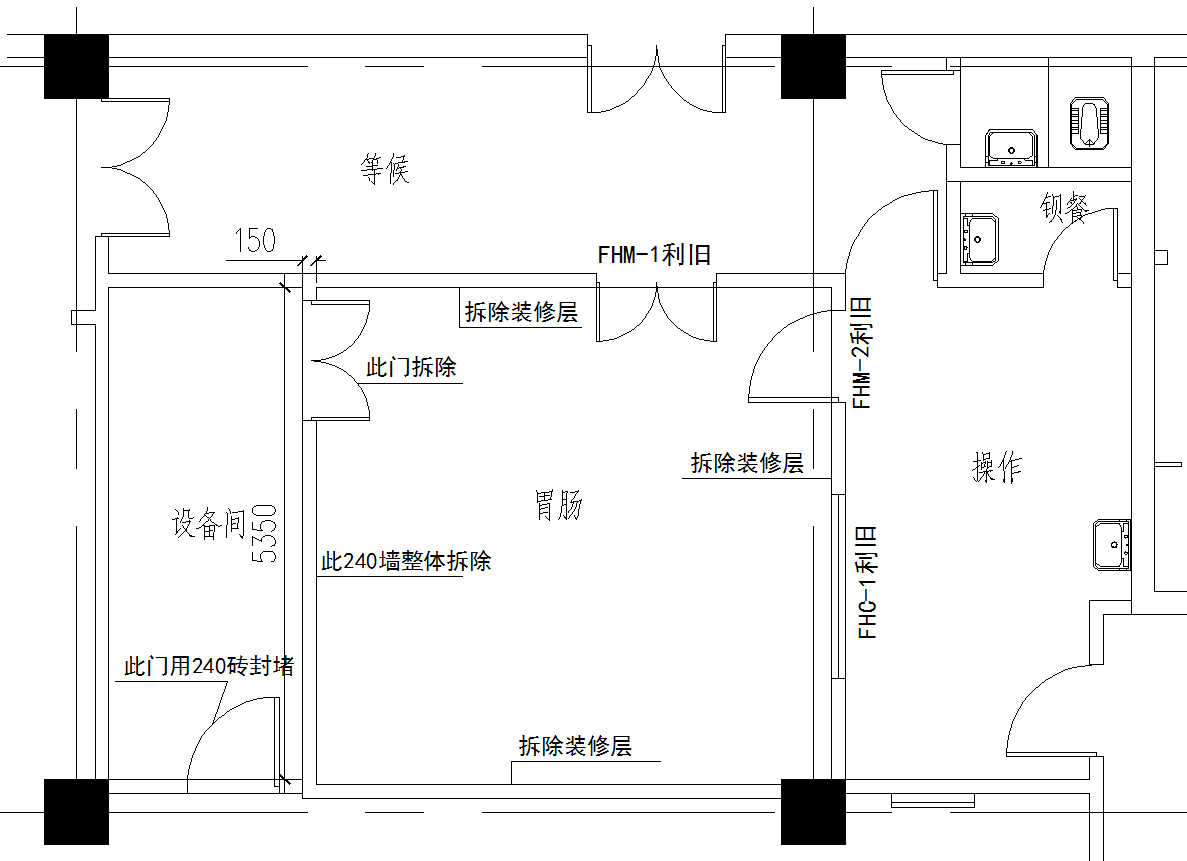 等候
钡餐
150
FHM-1利旧
拆除装修层
FHM-2利旧
此门拆除
拆除装修层
操作
胃肠
设备间
5350
此240墙整体拆除
FHC-1利旧
此门用240砖封堵
拆除装修层